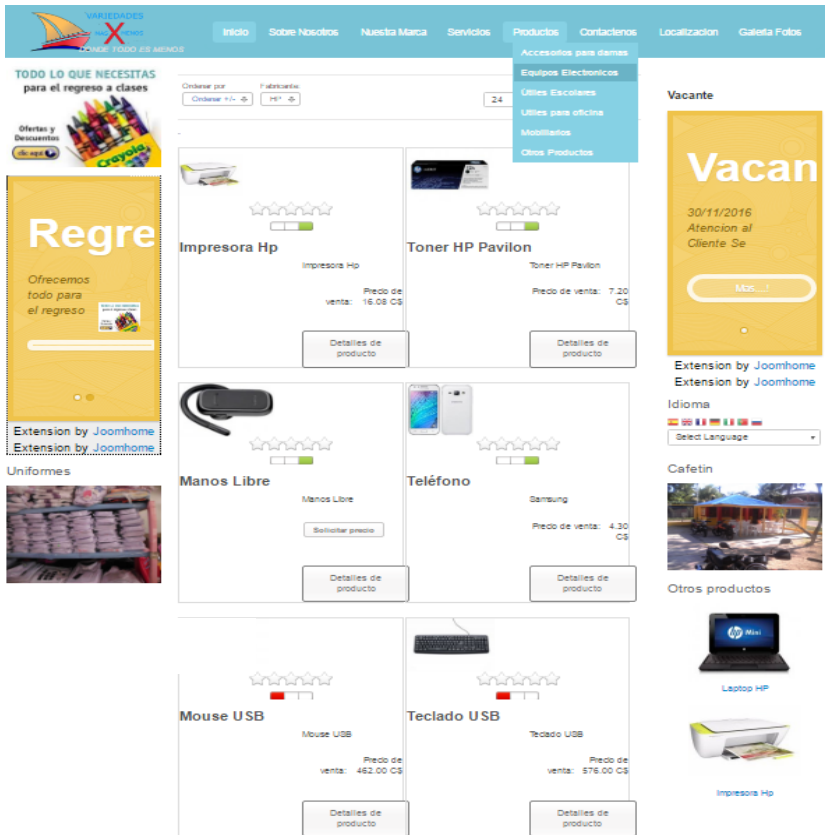 VARIEDADES
X
DONDE TODO ES MENOS
Inicio Sobre Nosotros Nuestra Marca Servicios Productos Contactenos Localizacion Galeria Fotos
Accesorios para damas
Equipos Electronicos
Útiles Escolares
Utiles para oficina
Mobiliarios
Otros Productos
TODO LO QUE NECESITAS
para el regreso a clases
Ofertas y
Descuentos
clic aquí
Crayola
Regre
Ofrecemos
todo para
el regreso
Extension by Joomhome
Extension by Joomhome
Uniformes
Ordenar por Fabricante:
Ordenar +/- HP
24
Impresora Hp
Impresora Hp
Precio de
venta: 16.08 C$
Detalles de
producto
Toner HP Pavilon
Toner HP Pavilon
Precio de venta: 7.20
C$
Detalles de
producto
Manos Libre
Manos Libre
Sollicitar precio
Detalles de
producto
Teléfono
Samsung
Precio de venta: 4.30
C$
Detalles de
producto
Mouse USB
Mouse USB
Precio de
venta: 462.00 C$
Detalles de
producto
Teclado USB
Teclado USB
Precio de
venta: 576.00 C$
Detalles de
producto
Vacante
Vacan
30/11/2016
Atencion al
Cliente Se
Mas...!
Extension by Joomhome
Extension by Joomhome
Idioma
Select Language
Cafetin
Otros productos
hp Mini
Laptop HP
Impresora Hp